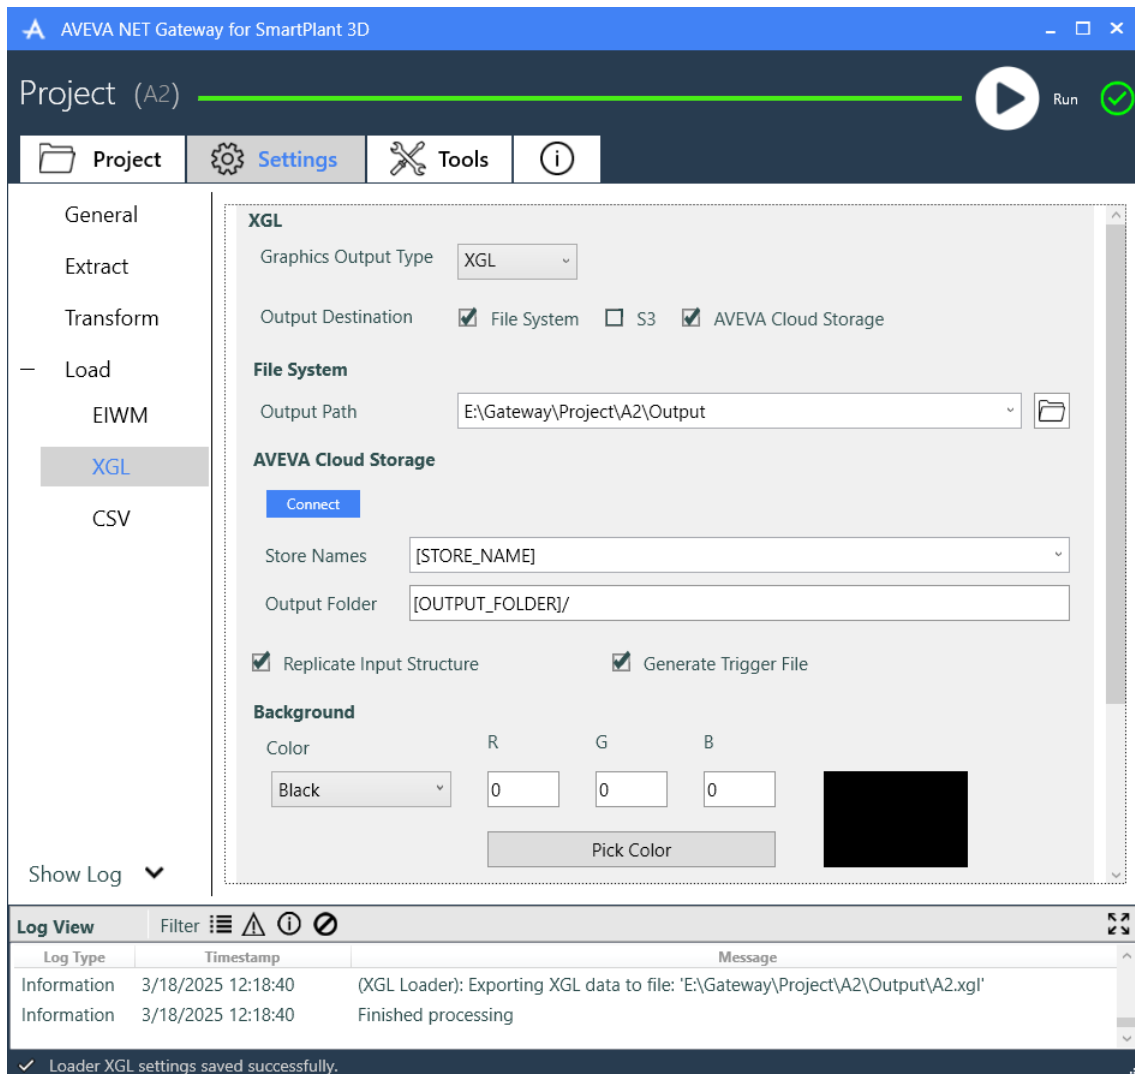 AVEVA NET Gateway for SmartPlant 3D
Project (A2)
Run
Project Settings Tools
General
Extract
Transform
Load
EIWM
XGL
CSV
Show Log
XGL
Graphics Output Type XGL
Output Destination File System S3 AVEVA Cloud Storage
File System
Output Path E:\Gateway\Project\A2\Output
AVEVA Cloud Storage
Connect
Store Names [STORE_NAME]
Output Folder [OUTPUT_FOLDER]/
Replicate Input Structure Generate Trigger File
Background
Color R G B
Black 0 0 0
Pick Color
Log View Filter
Log Type Timestamp Message
Information 3/18/2025 12:18:40 (XGL Loader): Exporting XGL data to file: 'E:\Gateway\Project\A2\Output\A2.xgl'
Information 3/18/2025 12:18:40 Finished processing
Loader XGL settings saved successfully.